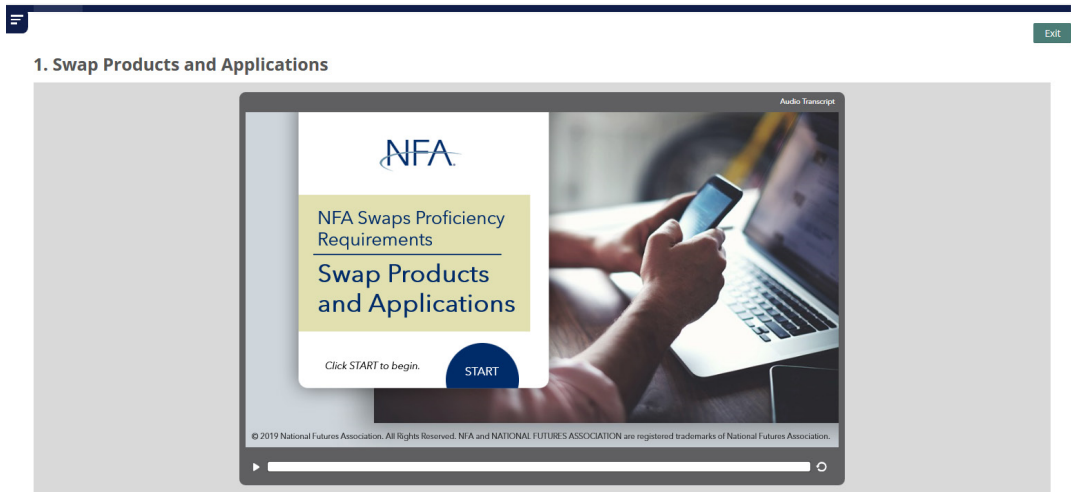 Exit
1. Swap Products and Applications
Audio Transcript
NFA
NFA Swaps Proficiency
Requirements
Swap Products
and Applications
Click START to begin.
START
© 2019 National Futures Association. All Rights Reserved. NFA and NATIONAL FUTURES ASSOCIATION are registered trademarks of National Futures Association.